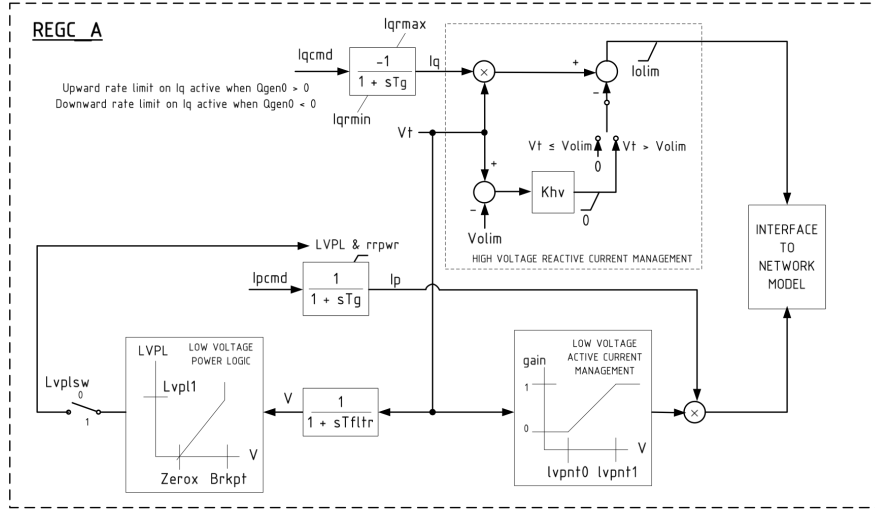 REGC_A
Iqrmax
Iqcmd
-1
1 + sTg
Iq
×
+
Iolim
-
Iqrmin
Upward rate limit on Iq active when Qgen0 > 0
Downward rate limit on Iq active when Qgen0 < 0
Vt
Vt ≤ Volim
0
Vt > Volim
+
-
Khv
0
Volim
HIGH VOLTAGE REACTIVE CURRENT MANAGEMENT
INTERFACE
TO
NETWORK
MODEL
LVPL & rrpwr
Ipcmd
1
1 + sTg
Ip
Lvplsw
0
1
LVPL
LOW VOLTAGE
POWER LOGIC
Lvpl1
V
Zerox
Brkpt
V
1
1 + sTfltr
LOW VOLTAGE
ACTIVE CURRENT
MANAGEMENT
gain
1
0
V
lvpnt0
lvpnt1
×